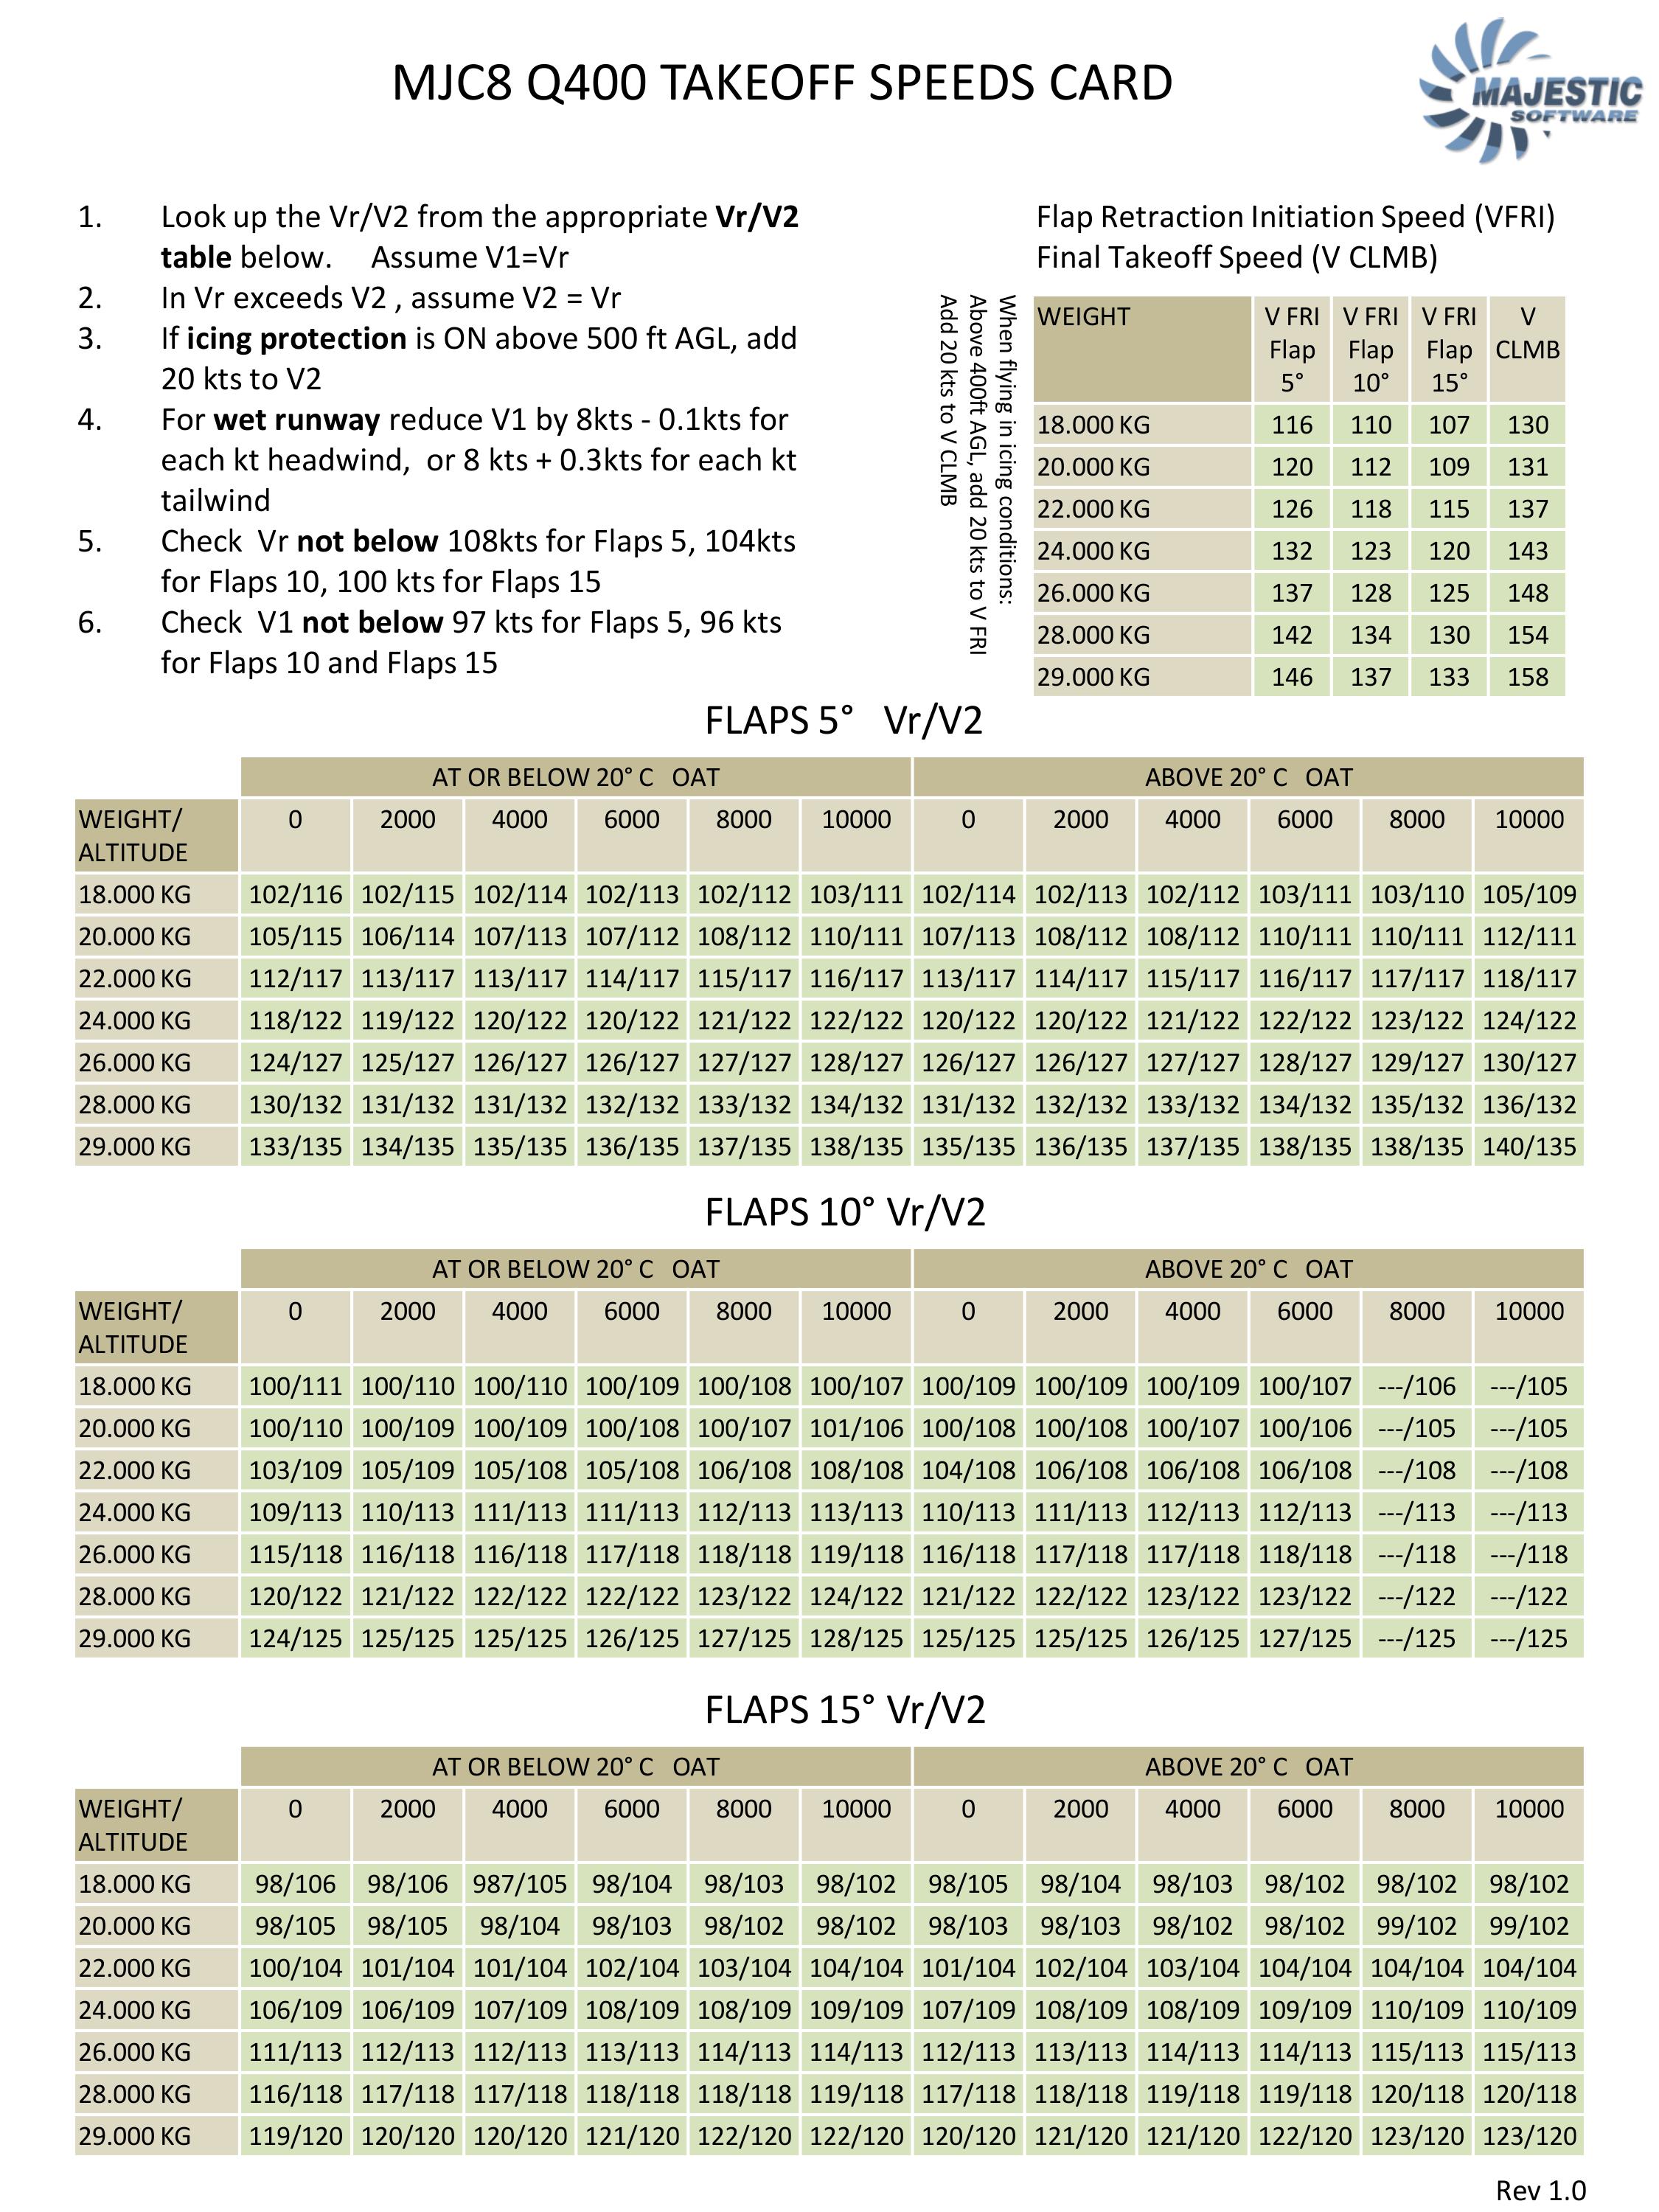 MJC8 Q400 TAKEOFF SPEEDS CARD
MAJESTIC
SOFTWARE
1. Look up the Vr/V2 from the appropriate Vr/V2
table below. Assume V1=Vr
2. In Vr exceeds V2 , assume V2 = Vr
3. If icing protection is ON above 500 ft AGL, add
20 kts to V2
4. For wet runway reduce V1 by 8kts - 0.1kts for
each kt headwind, or 8 kts + 0.3kts for each kt
tailwind
5. Check Vr not below 108kts for Flaps 5, 104kts
for Flaps 10, 100 kts for Flaps 15
6. Check V1 not below 97 kts for Flaps 5, 96 kts
for Flaps 10 and Flaps 15
Flap Retraction Initiation Speed (VFRI)
Final Takeoff Speed (V CLMB)
When flying in icing conditions:
Above 400ft AGL, add 20 kts to V FRI
Add 20 kts to V CLMB
WEIGHT V FRI V FRI V FRI V
Flap Flap Flap CLMB
5° 10° 15°
18.000 KG 116 110 107 130
20.000 KG 120 112 109 131
22.000 KG 126 118 115 137
24.000 KG 132 123 120 143
26.000 KG 137 128 125 148
28.000 KG 142 134 130 154
29.000 KG 146 137 133 158
FLAPS 5° Vr/V2
AT OR BELOW 20° C OAT ABOVE 20° C OAT
WEIGHT/ 0 2000 4000 6000 8000 10000 0 2000 4000 6000 8000 10000
ALTITUDE
18.000 KG 102/116 102/115 102/114 102/113 102/112 103/111 102/114 102/113 102/112 103/111 103/110 105/109
20.000 KG 105/115 106/114 107/113 107/112 108/112 110/111 107/113 108/112 108/112 110/111 110/111 112/111
22.000 KG 112/117 113/117 113/117 114/117 115/117 116/117 113/117 114/117 115/117 116/117 117/117 118/117
24.000 KG 118/122 119/122 120/122 120/122 121/122 122/122 120/122 120/122 121/122 122/122 123/122 124/122
26.000 KG 124/127 125/127 126/127 126/127 127/127 128/127 126/127 126/127 127/127 128/127 129/127 130/127
28.000 KG 130/132 131/132 131/132 132/132 133/132 134/132 131/132 132/132 133/132 134/132 135/132 136/132
29.000 KG 133/135 134/135 135/135 136/135 137/135 138/135 135/135 136/135 137/135 138/135 138/135 140/135
FLAPS 10° Vr/V2
AT OR BELOW 20° C OAT ABOVE 20° C OAT
WEIGHT/ 0 2000 4000 6000 8000 10000 0 2000 4000 6000 8000 10000
ALTITUDE
18.000 KG 100/111 100/110 100/110 100/109 100/108 100/107 100/109 100/109 100/109 100/107 ---/106 ---/105
20.000 KG 100/110 100/109 100/109 100/108 100/107 101/106 100/108 100/108 100/107 100/106 ---/105 ---/105
22.000 KG 103/109 105/109 105/108 105/108 106/108 108/108 104/108 106/108 106/108 106/108 ---/108 ---/108
24.000 KG 109/113 110/113 111/113 111/113 112/113 113/113 110/113 111/113 112/113 112/113 ---/113 ---/113
26.000 KG 115/118 116/118 116/118 117/118 118/118 119/118 116/118 117/118 117/118 118/118 ---/118 ---/118
28.000 KG 120/122 121/122 122/122 122/122 123/122 124/122 121/122 122/122 123/122 123/122 ---/122 ---/122
29.000 KG 124/125 125/125 125/125 126/125 127/125 128/125 125/125 125/125 126/125 127/125 ---/125 ---/125
FLAPS 15° Vr/V2
AT OR BELOW 20° C OAT ABOVE 20° C OAT
WEIGHT/ 0 2000 4000 6000 8000 10000 0 2000 4000 6000 8000 10000
ALTITUDE
18.000 KG 98/106 98/106 987/105 98/104 98/103 98/102 98/105 98/104 98/103 98/102 98/102 98/102
20.000 KG 98/105 98/105 98/104 98/103 98/102 98/102 98/103 98/103 98/102 98/102 99/102 99/102
22.000 KG 100/104 101/104 101/104 102/104 103/104 104/104 101/104 102/104 103/104 104/104 104/104 104/104
24.000 KG 106/109 106/109 107/109 108/109 108/109 109/109 107/109 108/109 108/109 109/109 110/109 110/109
26.000 KG 111/113 112/113 112/113 113/113 114/113 114/113 112/113 113/113 114/113 114/113 115/113 115/113
28.000 KG 116/118 117/118 117/118 118/118 118/118 119/118 117/118 118/118 119/118 119/118 120/118 120/118
29.000 KG 119/120 120/120 120/120 121/120 122/120 122/120 120/120 121/120 121/120 122/120 123/120 123/120
Rev 1.0